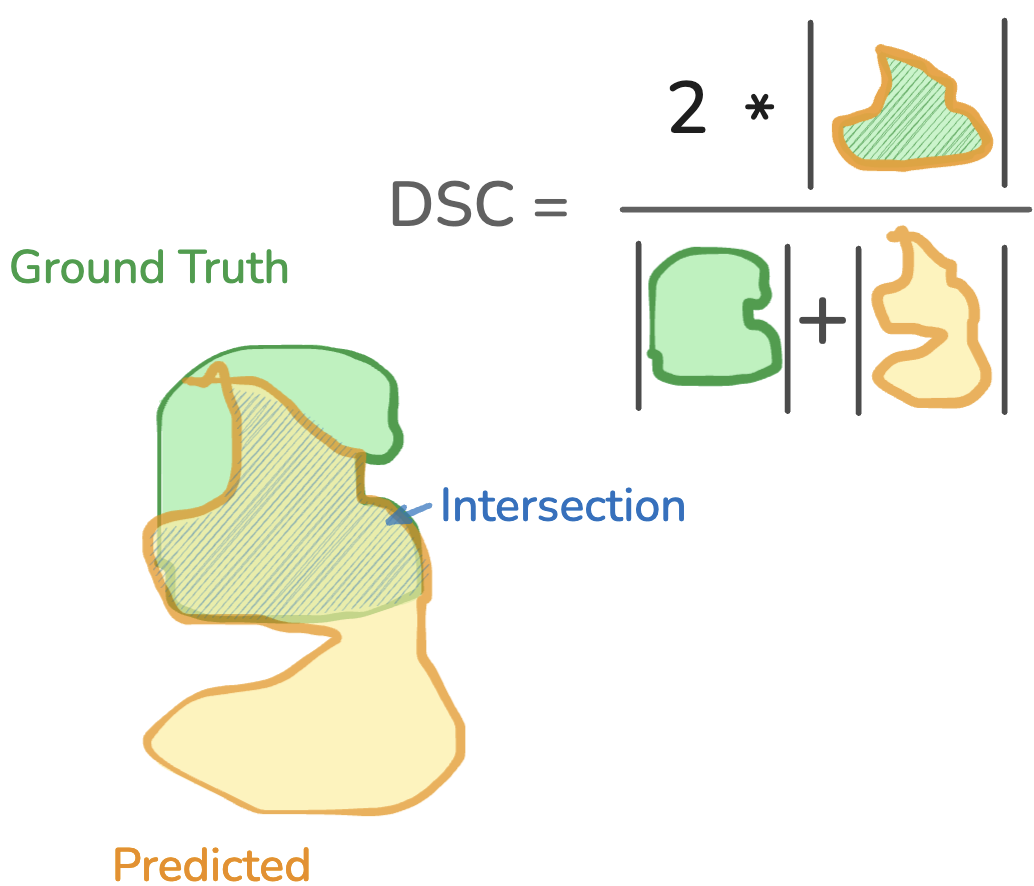 2 *
DSC =
+
Ground Truth
Intersection
Predicted